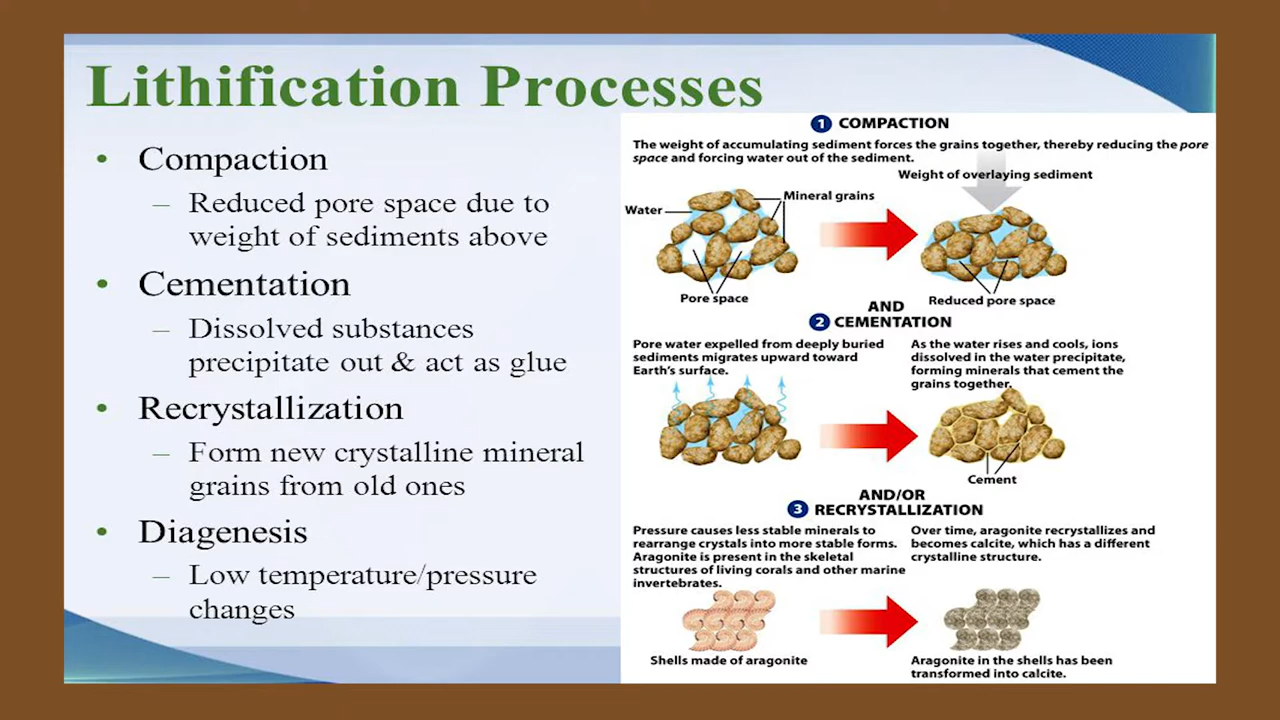 Lithification Processes
• Compaction
– Reduced pore space due to
weight of sediments above
• Cementation
– Dissolved substances
precipitate out & act as glue
• Recrystallization
– Form new crystalline mineral
grains from old ones
• Diagenesis
– Low temperature/pressure
changes
1 COMPACTION
The weight of accumulating sediment forces the grains together, thereby reducing the pore
space and forcing water out of the sediment.
Weight of overlaying sediment
Mineral grains
Water
Pore space
Reduced pore space
AND
2 CEMENTATION
Pore water expelled from deeply buried
sediments migrates upward toward
Earth's surface.
As the water rises and cools, ions
dissolved in the water precipitate,
forming minerals that cement the
grains together.
Cement
AND/OR
3 RECRYSTALLIZATION
Pressure causes less stable minerals to
rearrange crystals into more stable forms.
Aragonite is present in the skeletal
structures of living corals and other marine
invertebrates.
Over time, aragonite recrystallizes and
becomes calcite, which has a different
crystalline structure.
Shells made of aragonite
Aragonite in the shells has been
transformed into calcite.